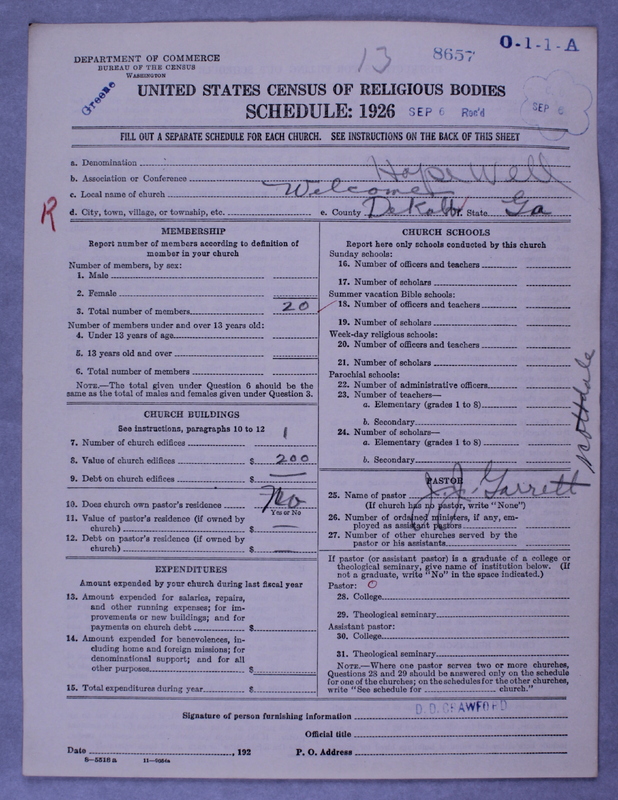 13 8657 O-1-1-A
DEPARTMENT OF COMMERCE
BUREAU OF THE CENSUS
WASHINGTON
Greene
UNITED STATES CENSUS OF RELIGIOUS BODIES
SCHEDULE: 1926 SEP 6 Rec'd SEP 6
FILL OUT A SEPARATE SCHEDULE FOR EACH CHURCH. SEE INSTRUCTIONS ON THE BACK OF THIS SHEET
a. Denomination
b. Association or Conference Hope Well
c. Local name of church Welcome
R d. City, town, village, or township, etc. e. County DeKalb f. State Ga
MEMBERSHIP
Report number of members according to definition of
member in your church
Number of members, by sex:
1. Male
2. Female
3. Total number of members 20
Number of members under and over 13 years old:
4. Under 13 years of age
5. 13 years old and over
6. Total number of members
NOTE.—The total given under Question 6 should be the
same as the total of males and females given under Question 3.
CHURCH BUILDINGS
See instructions, paragraphs 10 to 12
7. Number of church edifices 1
8. Value of church edifices $ 200
9. Debt on church edifices $ —
10. Does church own pastor's residence No
Yes or No
11. Value of pastor's residence (if owned by
church) $ —
12. Debt on pastor's residence (if owned by
church) $ —
EXPENDITURES
Amount expended by your church during last fiscal year
13. Amount expended for salaries, repairs,
and other running expenses; for im-
provements or new buildings; and for
payments on church debt $
14. Amount expended for benevolences, in-
cluding home and foreign missions; for
denominational support; and for all
other purposes $
15. Total expenditures during year $
CHURCH SCHOOLS
Report here only schools conducted by this church
Sunday schools:
16. Number of officers and teachers
17. Number of scholars
Summer vacation Bible schools:
18. Number of officers and teachers
19. Number of scholars
Week-day religious schools:
20. Number of officers and teachers
21. Number of scholars
Parochial schools:
22. Number of administrative officers
23. Number of teachers—
a. Elementary (grades 1 to 8)
b. Secondary
24. Number of scholars—
a. Elementary (grades 1 to 8)
b. Secondary
Scottdale
PASTOR
25. Name of pastor J. J. Garrett
(If church has no pastor, write "None")
26. Number of ordained ministers, if any, em-
ployed as assistant pastors
27. Number of other churches served by the
pastor or his assistants
If pastor (or assistant pastor) is a graduate of a college or
theological seminary, give name of institution below. (If
not a graduate, write "No" in the space indicated.)
Pastor: O
28. College
29. Theological seminary
Assistant pastor:
30. College
31. Theological seminary
NOTE.—Where one pastor serves two or more churches,
Questions 28 and 29 should be answered only on the schedule
for one of the churches; on the schedules for the other churches,
write "See schedule for church."
Signature of person furnishing information D. D. CRAWFORD
Official title
Date , 192 P. O. Address
8—5518 a 11—9034a